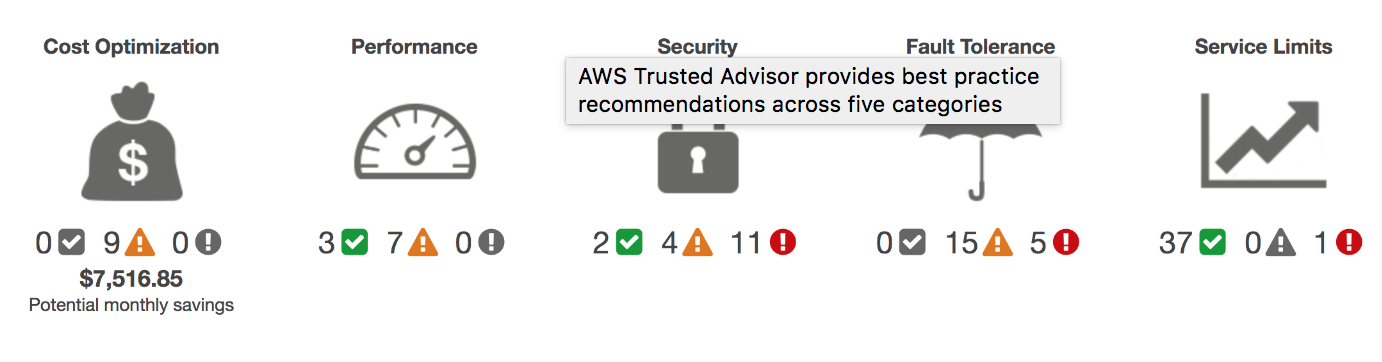 Cost Optimization
Performance
Security
Fault Tolerance
Service Limits
AWS Trusted Advisor provides best practice
recommendations across five categories
$
0 9 0
3 7 0
2 4 11
0 15 5
37 0 1
$7,516.85
Potential monthly savings